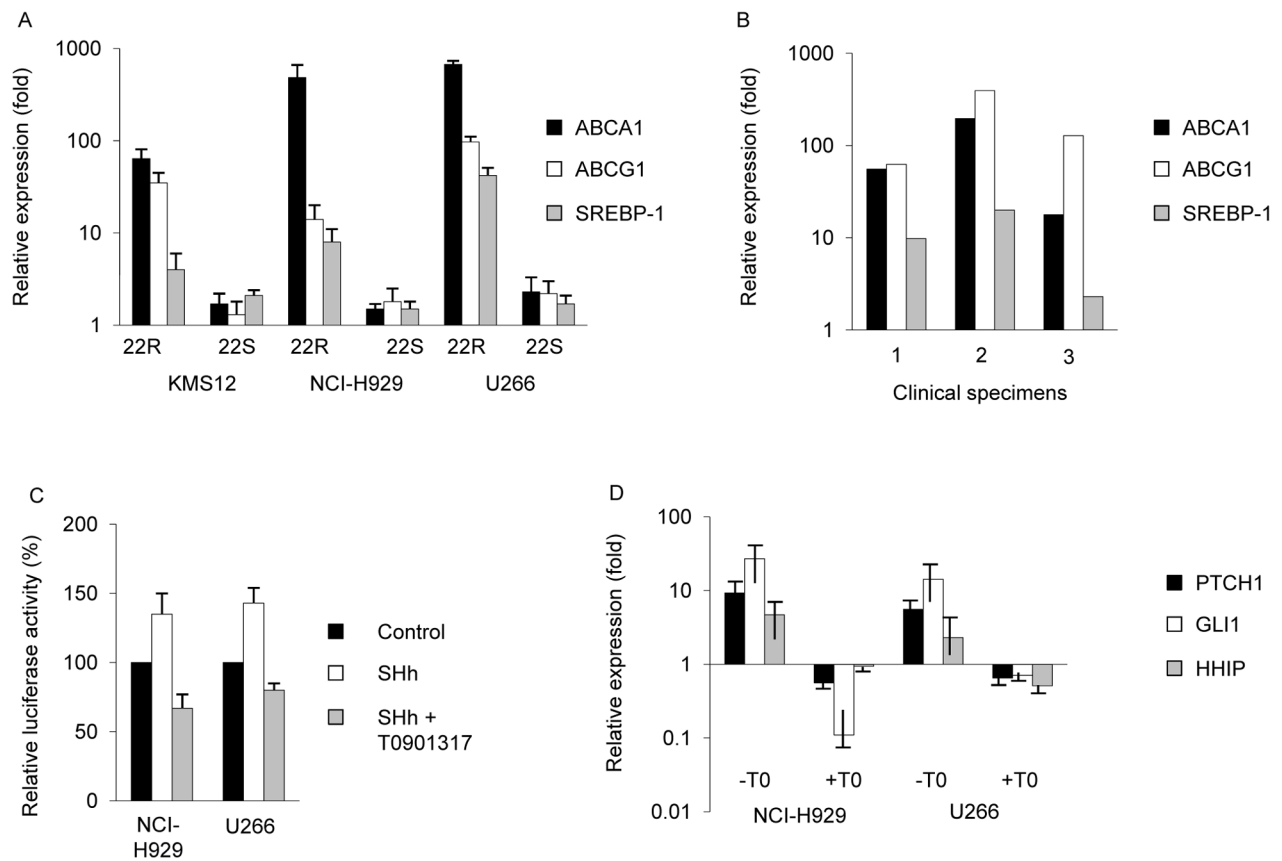 A
Relative expression (fold)
1000
100
10
1
22R 22S 22R 22S 22R 22S
KMS12 NCI-H929 U266
ABCA1
ABCG1
SREBP-1
B
Relative expression (fold)
1000
100
10
1
1 2 3
Clinical specimens
ABCA1
ABCG1
SREBP-1
C
Relative luciferase activity (%)
200
150
100
50
0
NCI-
H929
U266
Control
SHh
SHh +
T0901317
D
Relative expression (fold)
100
10
1
0.1
0.01
-T0 +T0 -T0 +T0
NCI-H929 U266
PTCH1
GLI1
HHIP